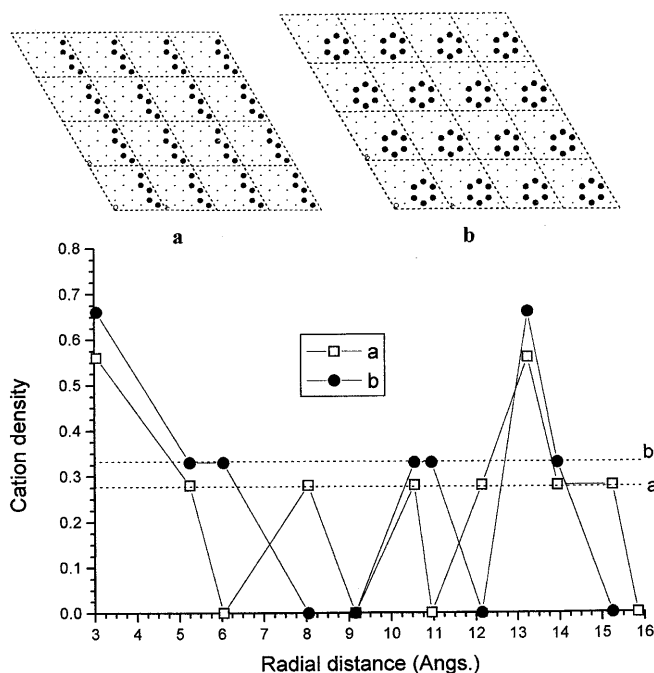 a
b
0.8
0.7
0.6
0.5
0.4
0.3
0.2
0.1
0.0
Cation density
a
b
b
a
3 4 5 6 7 8 9 10 11 12 13 14 15 16
Radial distance (Angs.)